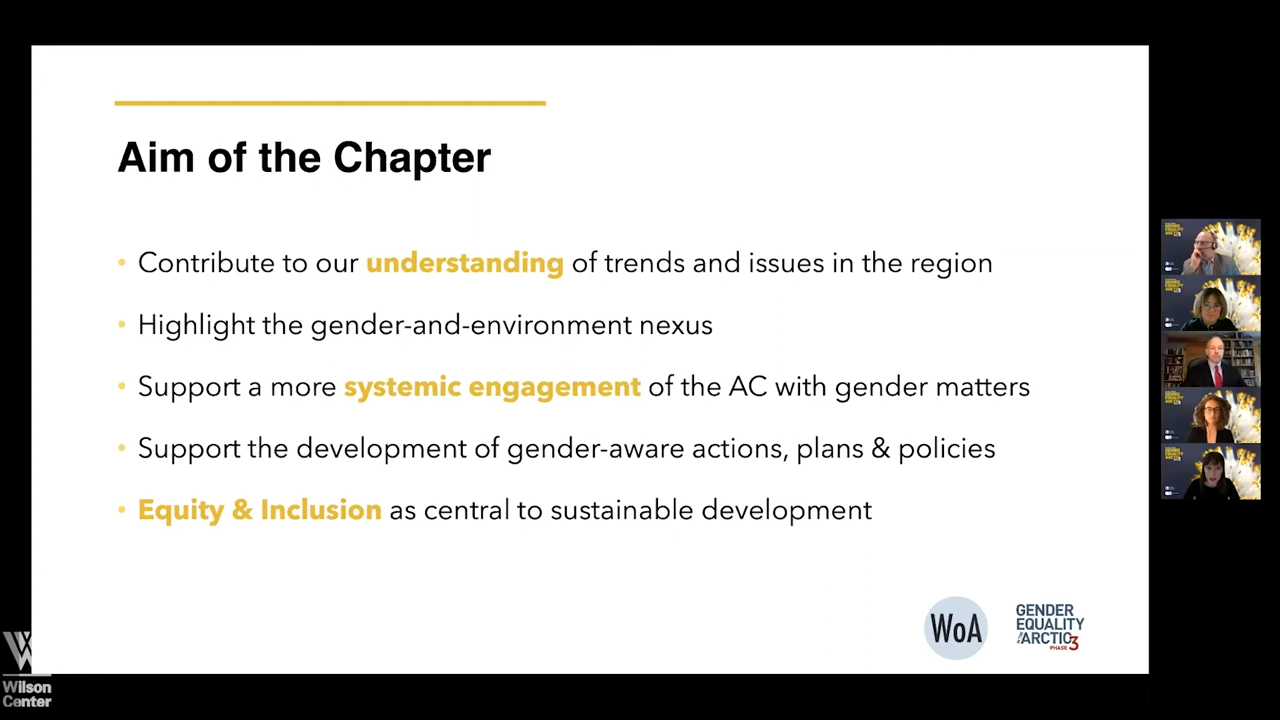 Aim of the Chapter
• Contribute to our understanding of trends and issues in the region
• Highlight the gender-and-environment nexus
• Support a more systemic engagement of the AC with gender matters
• Support the development of gender-aware actions, plans & policies
• Equity & Inclusion as central to sustainable development
WoA
GENDER
EQUALITY
IN THE ARCTIC
PHASE 3
Wilson
Center